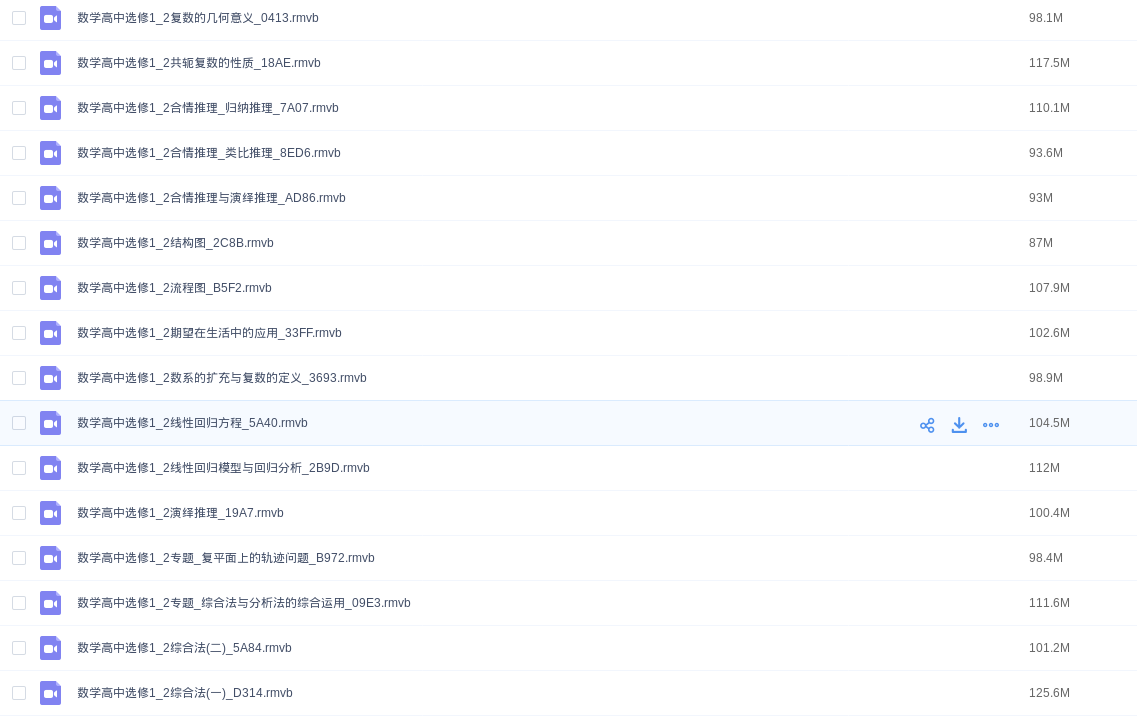 数学高中选修1_2复数的几何意义_0413.rmvb 98.1M
数学高中选修1_2共轭复数的性质_18AE.rmvb 117.5M
数学高中选修1_2合情推理_归纳推理_7A07.rmvb 110.1M
数学高中选修1_2合情推理_类比推理_8ED6.rmvb 93.6M
数学高中选修1_2合情推理与演绎推理_AD86.rmvb 93M
数学高中选修1_2结构图_2C8B.rmvb 87M
数学高中选修1_2流程图_B5F2.rmvb 107.9M
数学高中选修1_2期望在生活中的应用_33FF.rmvb 102.6M
数学高中选修1_2数系的扩充与复数的定义_3693.rmvb 98.9M
数学高中选修1_2线性回归方程_5A40.rmvb 104.5M
数学高中选修1_2线性回归模型与回归分析_2B9D.rmvb 112M
数学高中选修1_2演绎推理_19A7.rmvb 100.4M
数学高中选修1_2专题_复平面上的轨迹问题_B972.rmvb 98.4M
数学高中选修1_2专题_综合法与分析法的综合运用_09E3.rmvb 111.6M
数学高中选修1_2综合法(二)_5A84.rmvb 101.2M
数学高中选修1_2综合法(一)_D314.rmvb 125.6M